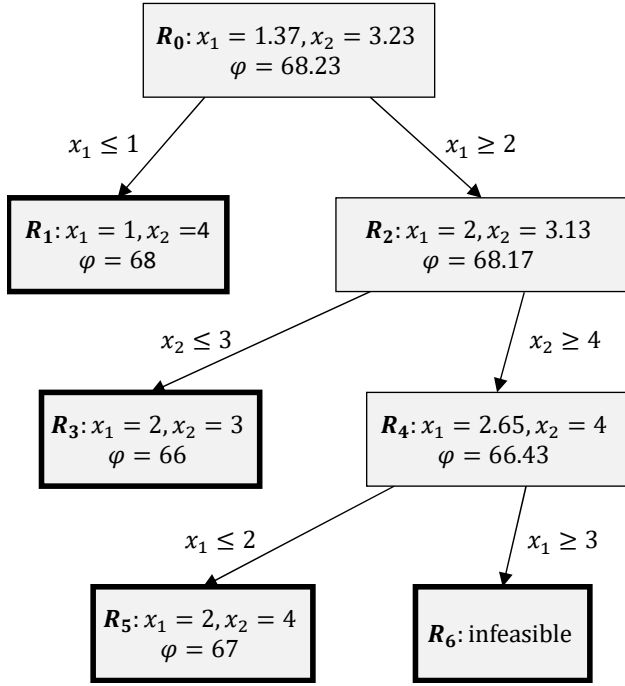 R₀: x₁ = 1.37, x₂ = 3.23
φ = 68.23
x₁ ≤ 1
x₁ ≥ 2
R₁: x₁ = 1, x₂ =4
φ = 68
R₂: x₁ = 2, x₂ = 3.13
φ = 68.17
x₂ ≤ 3
x₂ ≥ 4
R₃: x₁ = 2, x₂ = 3
φ = 66
R₄: x₁ = 2.65, x₂ = 4
φ = 66.43
x₁ ≤ 2
x₁ ≥ 3
R₅: x₁ = 2, x₂ = 4
φ = 67
R₆: infeasible